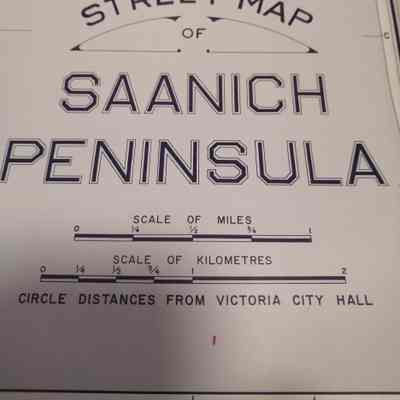 STREET MAP
OF
SAANICH
PENINSULA
SCALE OF MILES
0 ¼ ½ ¾ 1
SCALE OF KILOMETRES
0 ¼ ½ ¾ 1 2
CIRCLE DISTANCES FROM VICTORIA CITY HALL
1